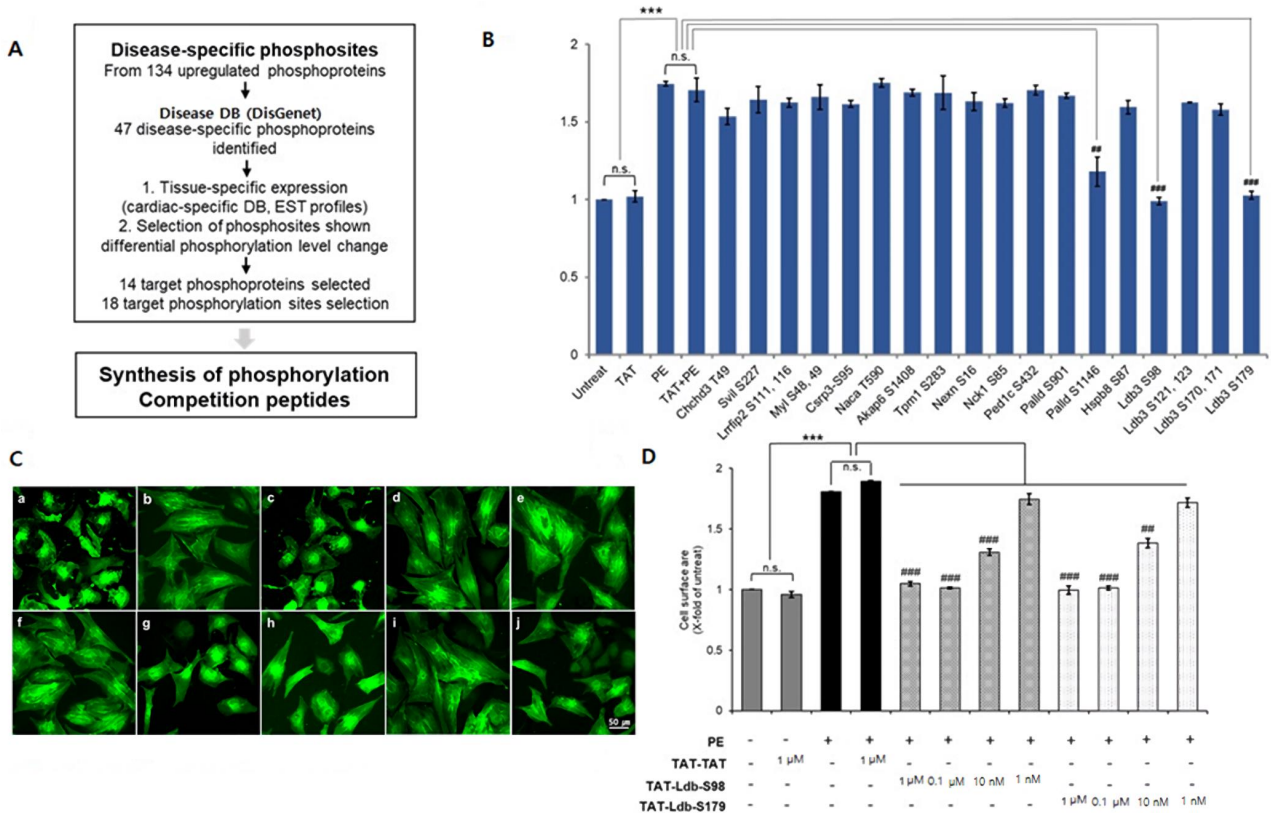 A
Disease-specific phosphosites
From 134 upregulated phosphoproteins
Disease DB (DisGenet)
47 disease-specific phosphoproteins
identified
1. Tissue-specific expression
(cardiac-specific DB, EST profiles)
2. Selection of phosphosites shown
differential phosphorylation level change
14 target phosphoproteins selected
18 target phosphorylation sites selection
Synthesis of phosphorylation
Competition peptides
B
***
n.s.
n.s.
##
###
###
2
1.5
1
0.5
0
Untreat
TAT
PE
TAT+PE
Chchd3 T49
Svil S227
Lrrfip2 S111, 116
Myl S48, 49
Csrp3-S95
Naca T590
Akap6 S1408
Tpm1 S283
Nexn S16
Nck1 S85
Ped1c S432
Palld S901
Palld S1146
Hspb8 S87
Ldb3 S98
Ldb3 S121, 123
Ldb3 S170, 171
Ldb3 S179
C
a b c d e
f g h i j
50 µm
D
***
n.s.
n.s.
### ### ###
### ### ##
Cell surface are
(X-fold of untreat)
2
1.5
1
0.5
0
PE - - + + + + + + + + + +
TAT-TAT - 1 µM - 1 µM - - - - - - - -
TAT-Ldb-S98 - - - - 1 µM 0.1 µM 10 nM 1 nM - - - -
TAT-Ldb-S179 - - - - - - - - 1 µM 0.1 µM 10 nM 1 nM